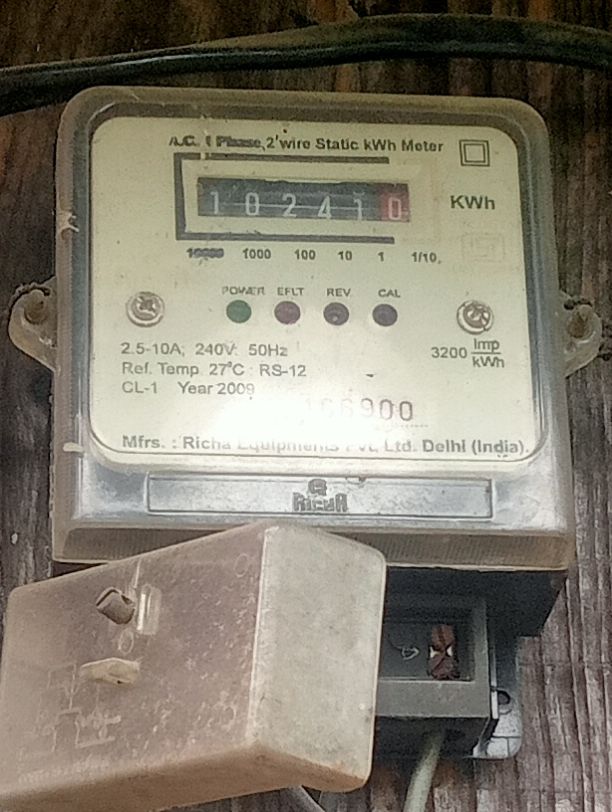 A.C. 1 Phase, 2 wire Static kWh Meter
102410
KWh
10000 1000 100 10 1 1/10
POWER EFLT REV. CAL
2.5-10A; 240V; 50Hz
3200 Imp/kWh
Ref. Temp. 27°C RS-12
CL-1 Year 2009
Mfrs. : Richa Equipments Pvt. Ltd. Delhi (India).
RICHA